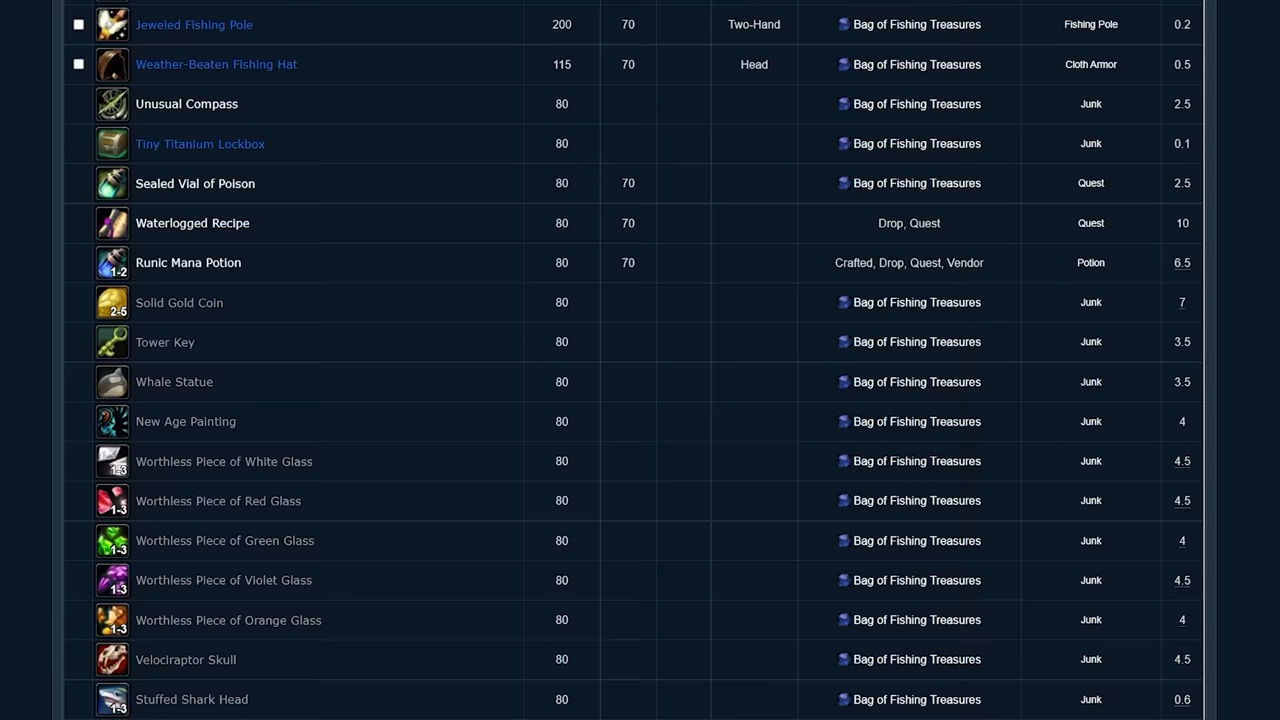 Jeweled Fishing Pole 200 70 Two-Hand Bag of Fishing Treasures Fishing Pole 0.2
Weather-Beaten Fishing Hat 115 70 Head Bag of Fishing Treasures Cloth Armor 0.5
Unusual Compass 80 Bag of Fishing Treasures Junk 2.5
Tiny Titanium Lockbox 80 Bag of Fishing Treasures Junk 0.1
Sealed Vial of Poison 80 70 Bag of Fishing Treasures Quest 2.5
Waterlogged Recipe 80 70 Drop, Quest Quest 10
1-2 Runic Mana Potion 80 70 Crafted, Drop, Quest, Vendor Potion 6.5
2-5 Solid Gold Coin 80 Bag of Fishing Treasures Junk 7
Tower Key 80 Bag of Fishing Treasures Junk 3.5
Whale Statue 80 Bag of Fishing Treasures Junk 3.5
New Age Painting 80 Bag of Fishing Treasures Junk 4
1-3 Worthless Piece of White Glass 80 Bag of Fishing Treasures Junk 4.5
1-3 Worthless Piece of Red Glass 80 Bag of Fishing Treasures Junk 4.5
1-3 Worthless Piece of Green Glass 80 Bag of Fishing Treasures Junk 4
1-3 Worthless Piece of Violet Glass 80 Bag of Fishing Treasures Junk 4.5
1-3 Worthless Piece of Orange Glass 80 Bag of Fishing Treasures Junk 4
Velociraptor Skull 80 Bag of Fishing Treasures Junk 4.5
1-3 Stuffed Shark Head 80 Bag of Fishing Treasures Junk 0.6